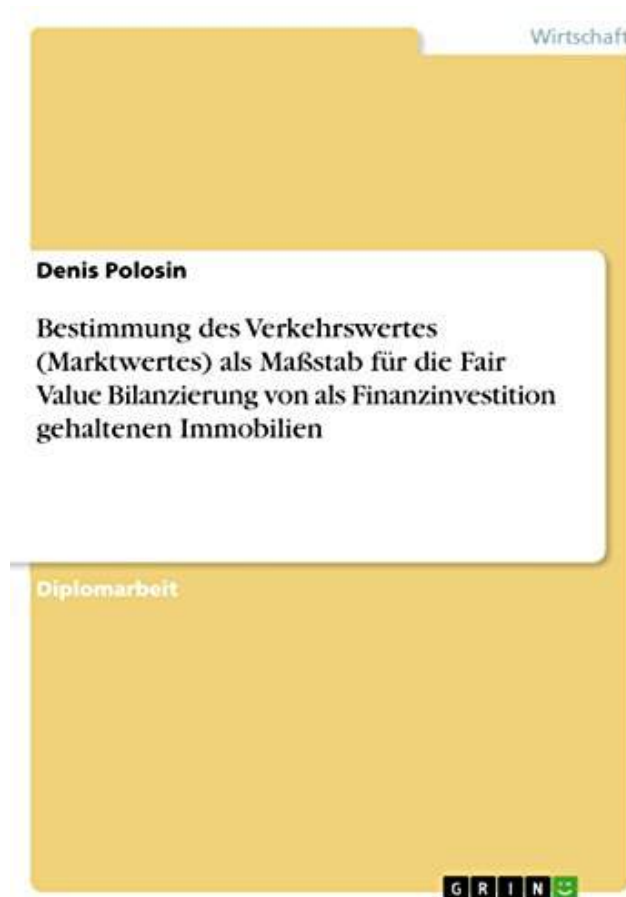 Wirtschaft
Denis Polosin
Bestimmung des Verkehrswertes
(Marktwertes) als Maßstab für die Fair
Value Bilanzierung von als Finanzinvestition
gehaltenen Immobilien
Diplomarbeit
GRIN